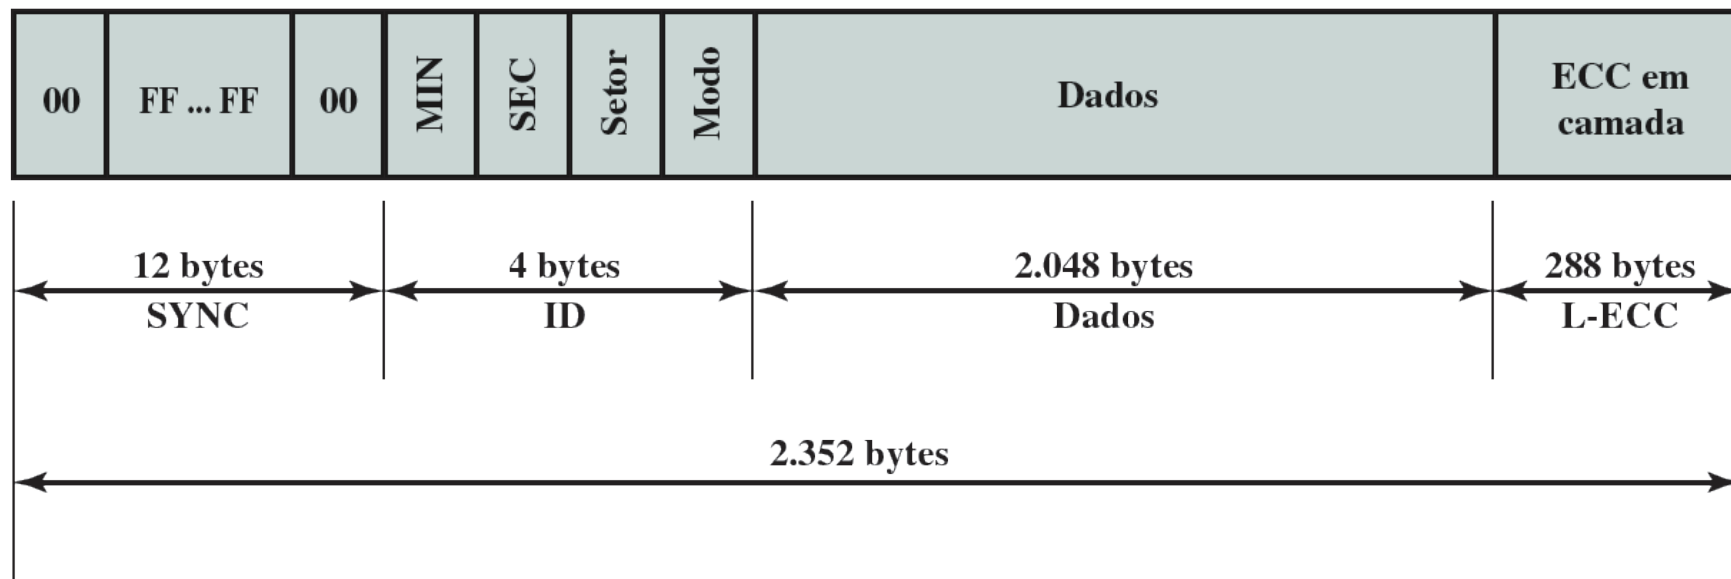 00
FF ... FF
00
MIN
SEC
Setor
Modo
Dados
ECC em
camada
12 bytes
4 bytes
2.048 bytes
288 bytes
SYNC
ID
Dados
L-ECC
2.352 bytes